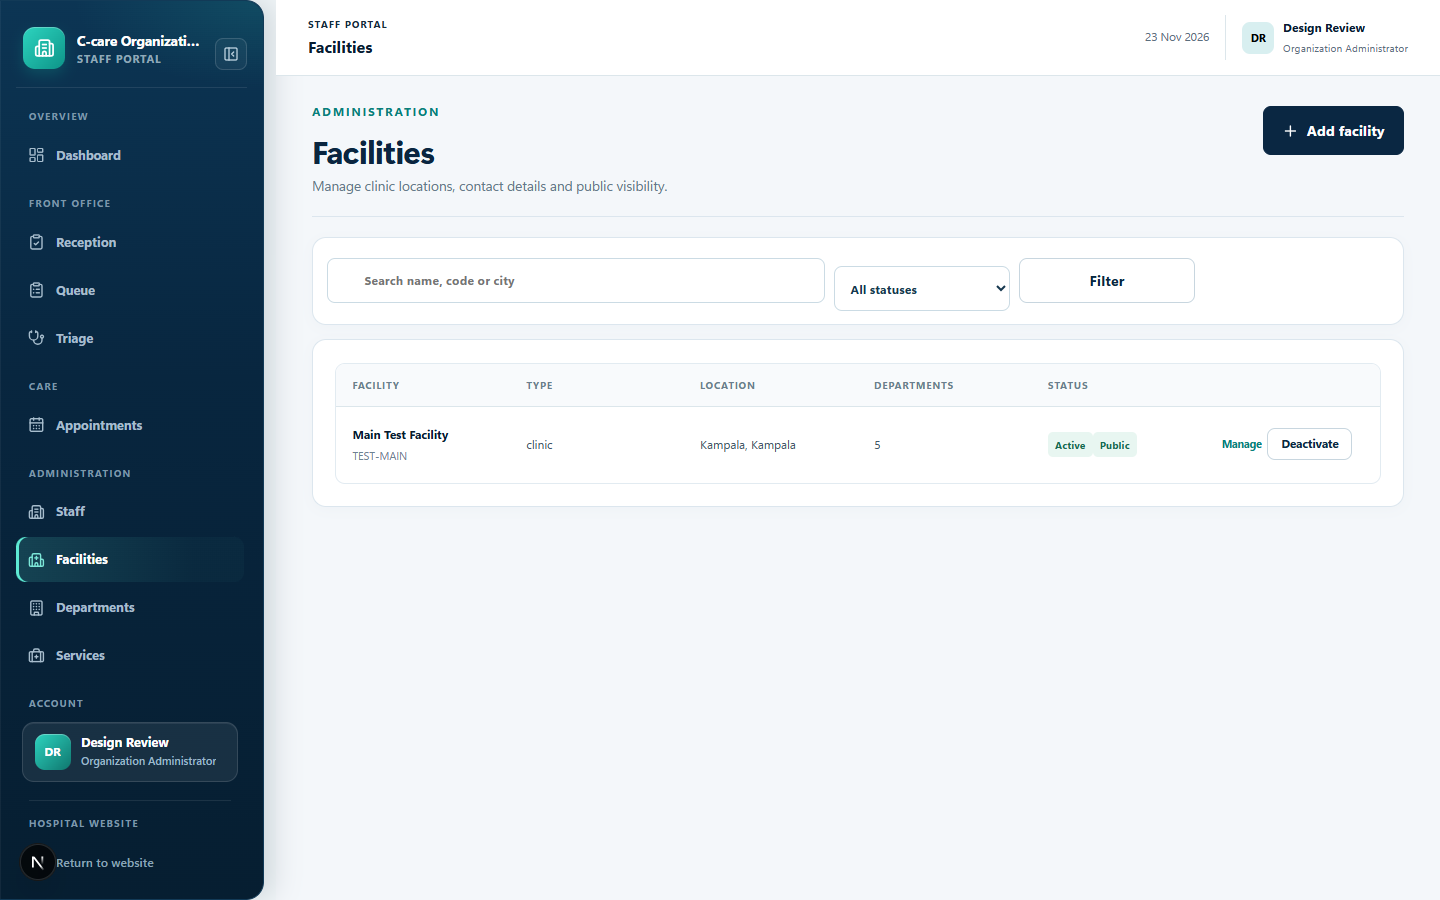 C-care Organizati...
STAFF PORTAL
OVERVIEW
Dashboard
FRONT OFFICE
Reception
Queue
Triage
CARE
Appointments
ADMINISTRATION
Staff
Facilities
Departments
Services
ACCOUNT
DR
Design Review
Organization Administrator
HOSPITAL WEBSITE
N
Return to website
STAFF PORTAL
Facilities
23 Nov 2026
DR
Design Review
Organization Administrator
ADMINISTRATION
Facilities
Manage clinic locations, contact details and public visibility.
Add facility
Search name, code or city
All statuses
Filter
FACILITY TYPE LOCATION DEPARTMENTS STATUS
Main Test Facility
TEST-MAIN
clinic
Kampala, Kampala
5
Active Public
Manage
Deactivate